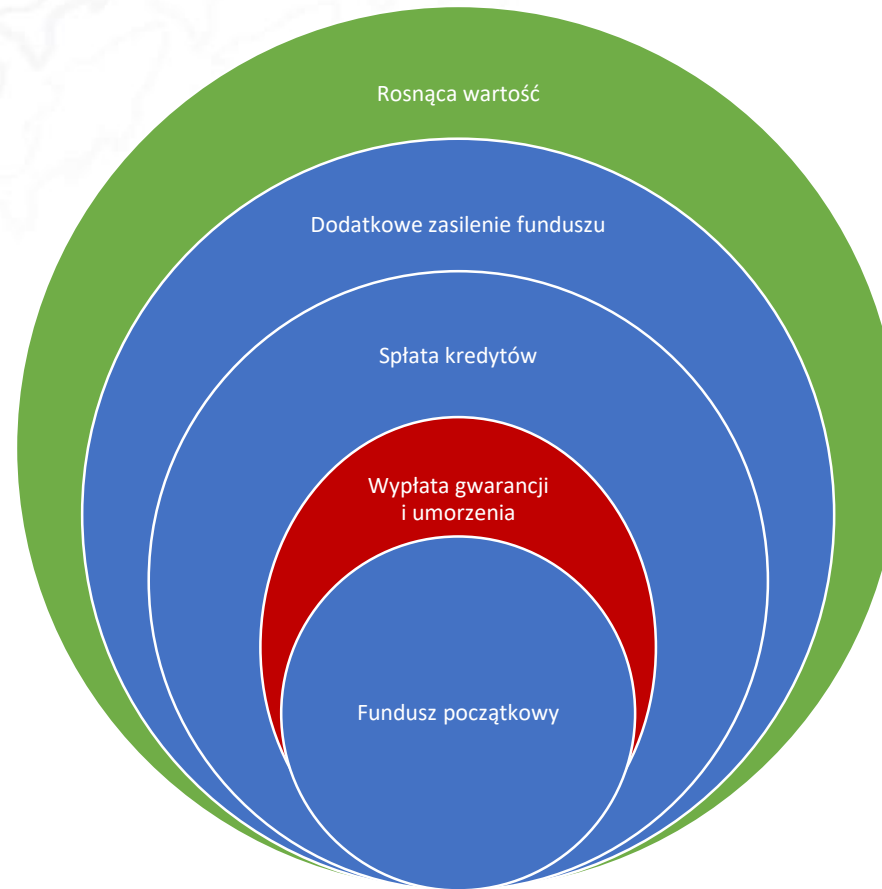 Rosnąca wartość
Dodatkowe zasilenie funduszu
Spłata kredytów
Wypłata gwarancji
i umorzenia
Fundusz początkowy